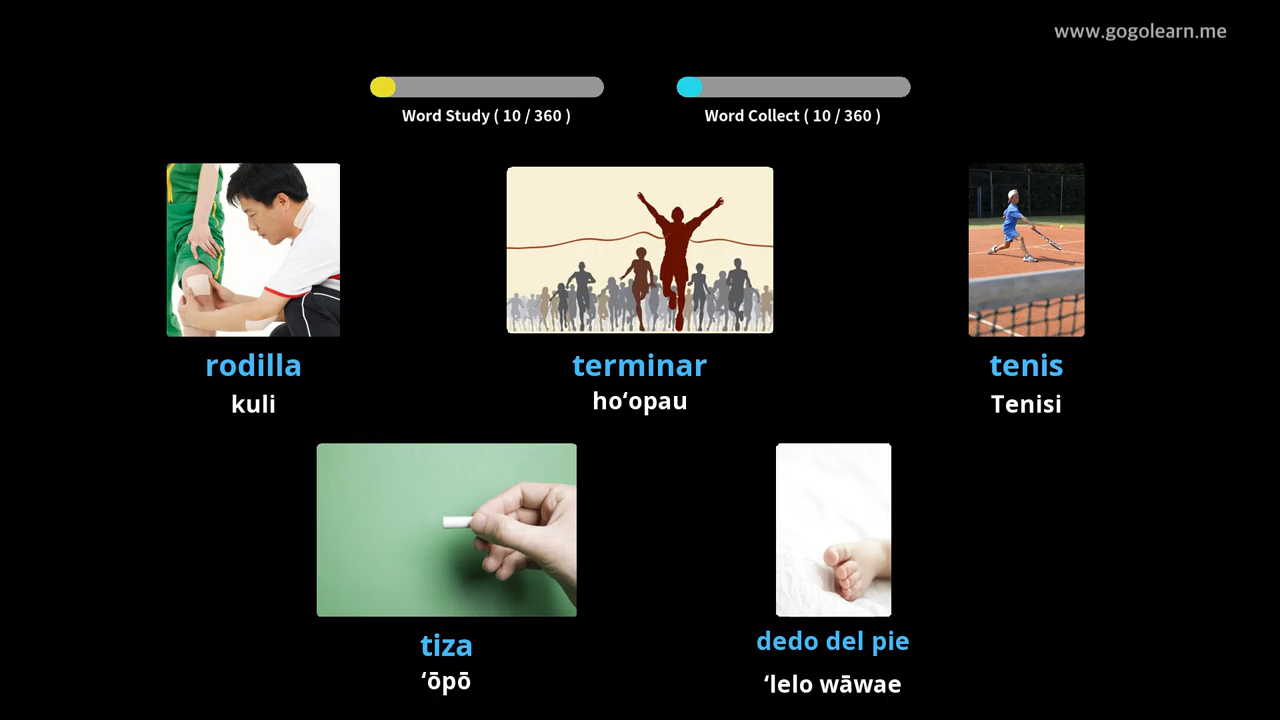 www.gogolearn.me
Word Study ( 10 / 360 )
Word Collect ( 10 / 360 )
rodilla
kuli
terminar
hoʻopau
tenis
Tenisi
tiza
ʻōpō
dedo del pie
ʻlelo wāwae